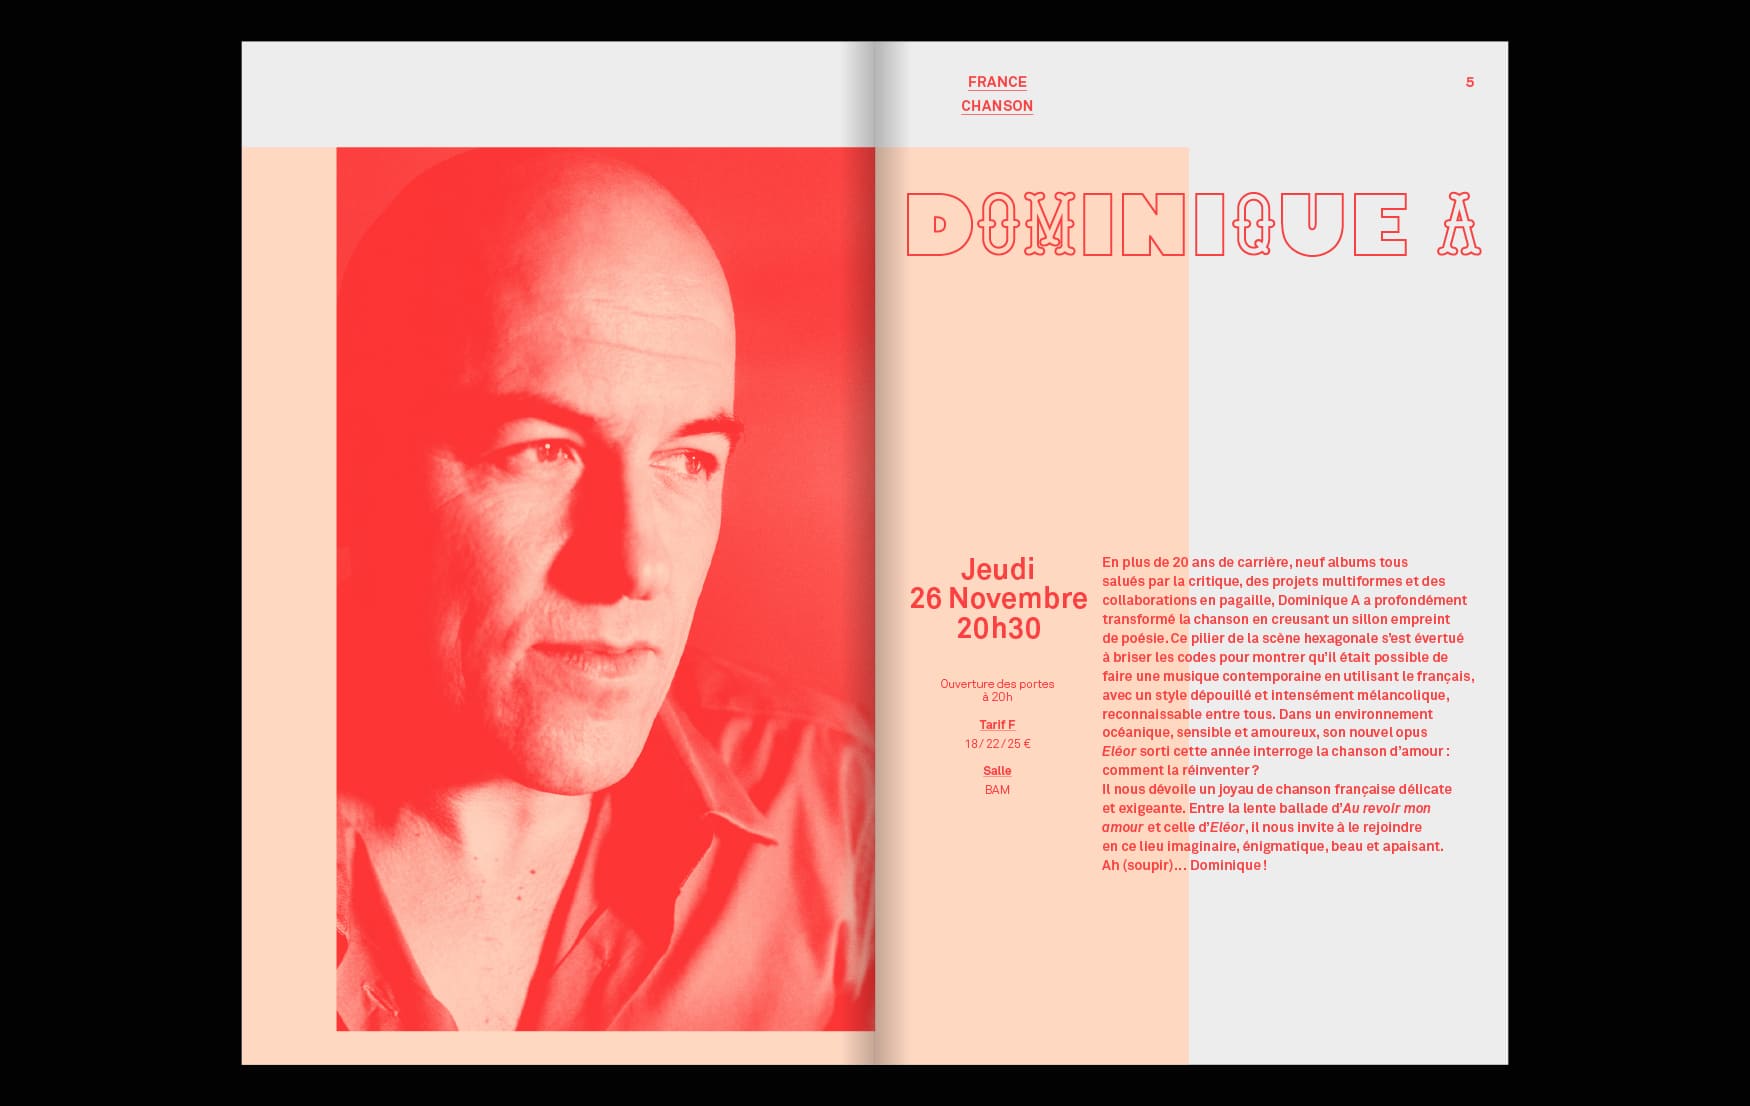 FRANCE
CHANSON
5
DOMINIQUE A
Jeudi
26 Novembre
20h30
Ouverture des portes
à 20h
Tarif F
18 / 22 / 25 €
Salle
BAM
En plus de 20 ans de carrière, neuf albums tous
salués par la critique, des projets multiformes et des
collaborations en pagaille, Dominique A a profondément
transformé la chanson en creusant un sillon empreint
de poésie. Ce pilier de la scène hexagonale s'est évertué
à briser les codes pour montrer qu'il était possible de
faire une musique contemporaine en utilisant le français,
avec un style dépouillé et intensément mélancolique,
reconnaissable entre tous. Dans un environnement
océanique, sensible et amoureux, son nouvel opus
Eléor sorti cette année interroge la chanson d'amour :
comment la réinventer ?
Il nous dévoile un joyau de chanson française délicate
et exigeante. Entre la lente ballade d'Au revoir mon
amour et celle d'Eléor, il nous invite à le rejoindre
en ce lieu imaginaire, énigmatique, beau et apaisant.
Ah (soupir)... Dominique !